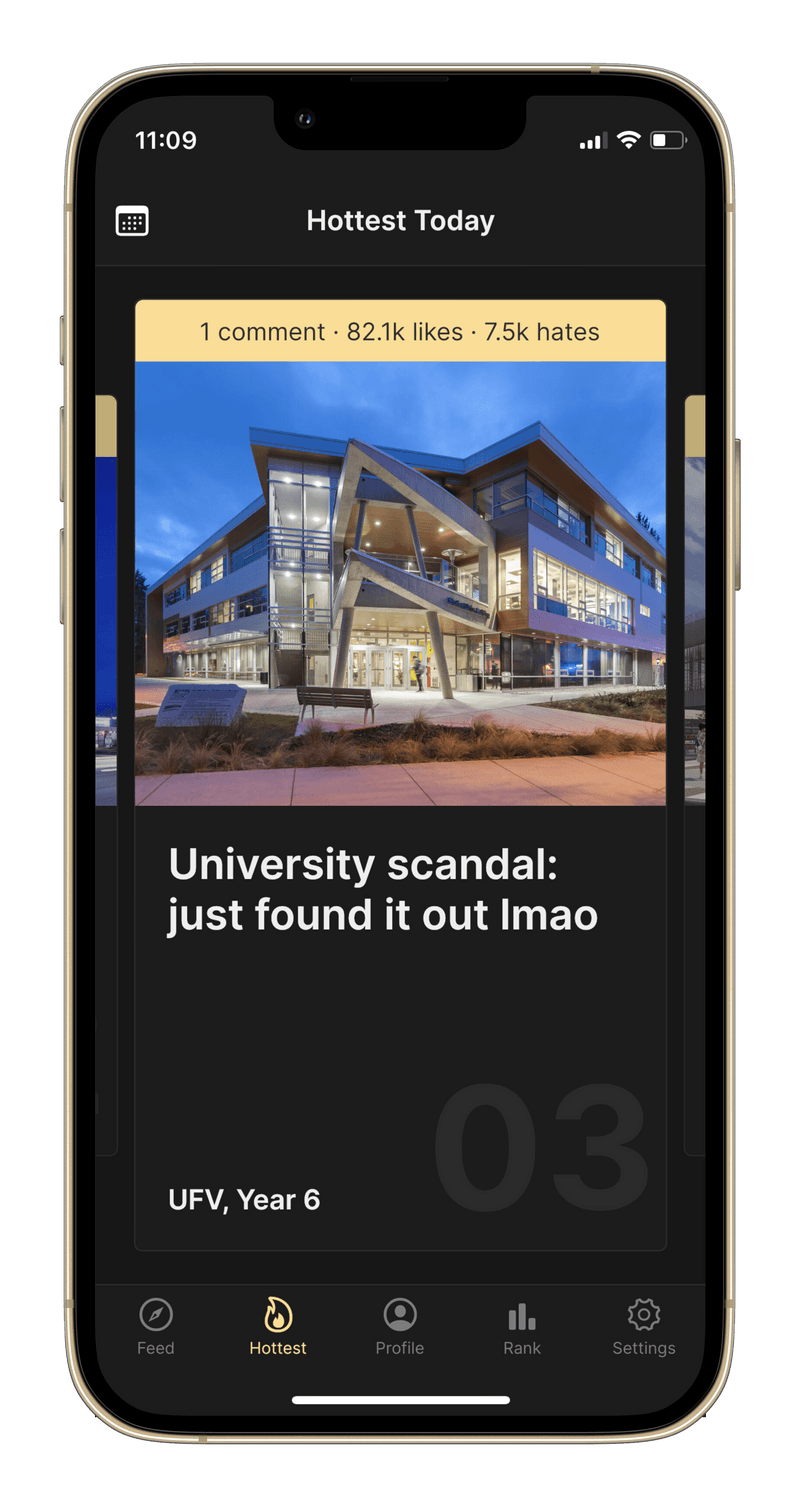 11:09
Hottest Today
1 comment · 82.1k likes · 7.5k hates
University scandal:
just found it out lmao
03
UFV, Year 6
Feed
Hottest
Profile
Rank
Settings